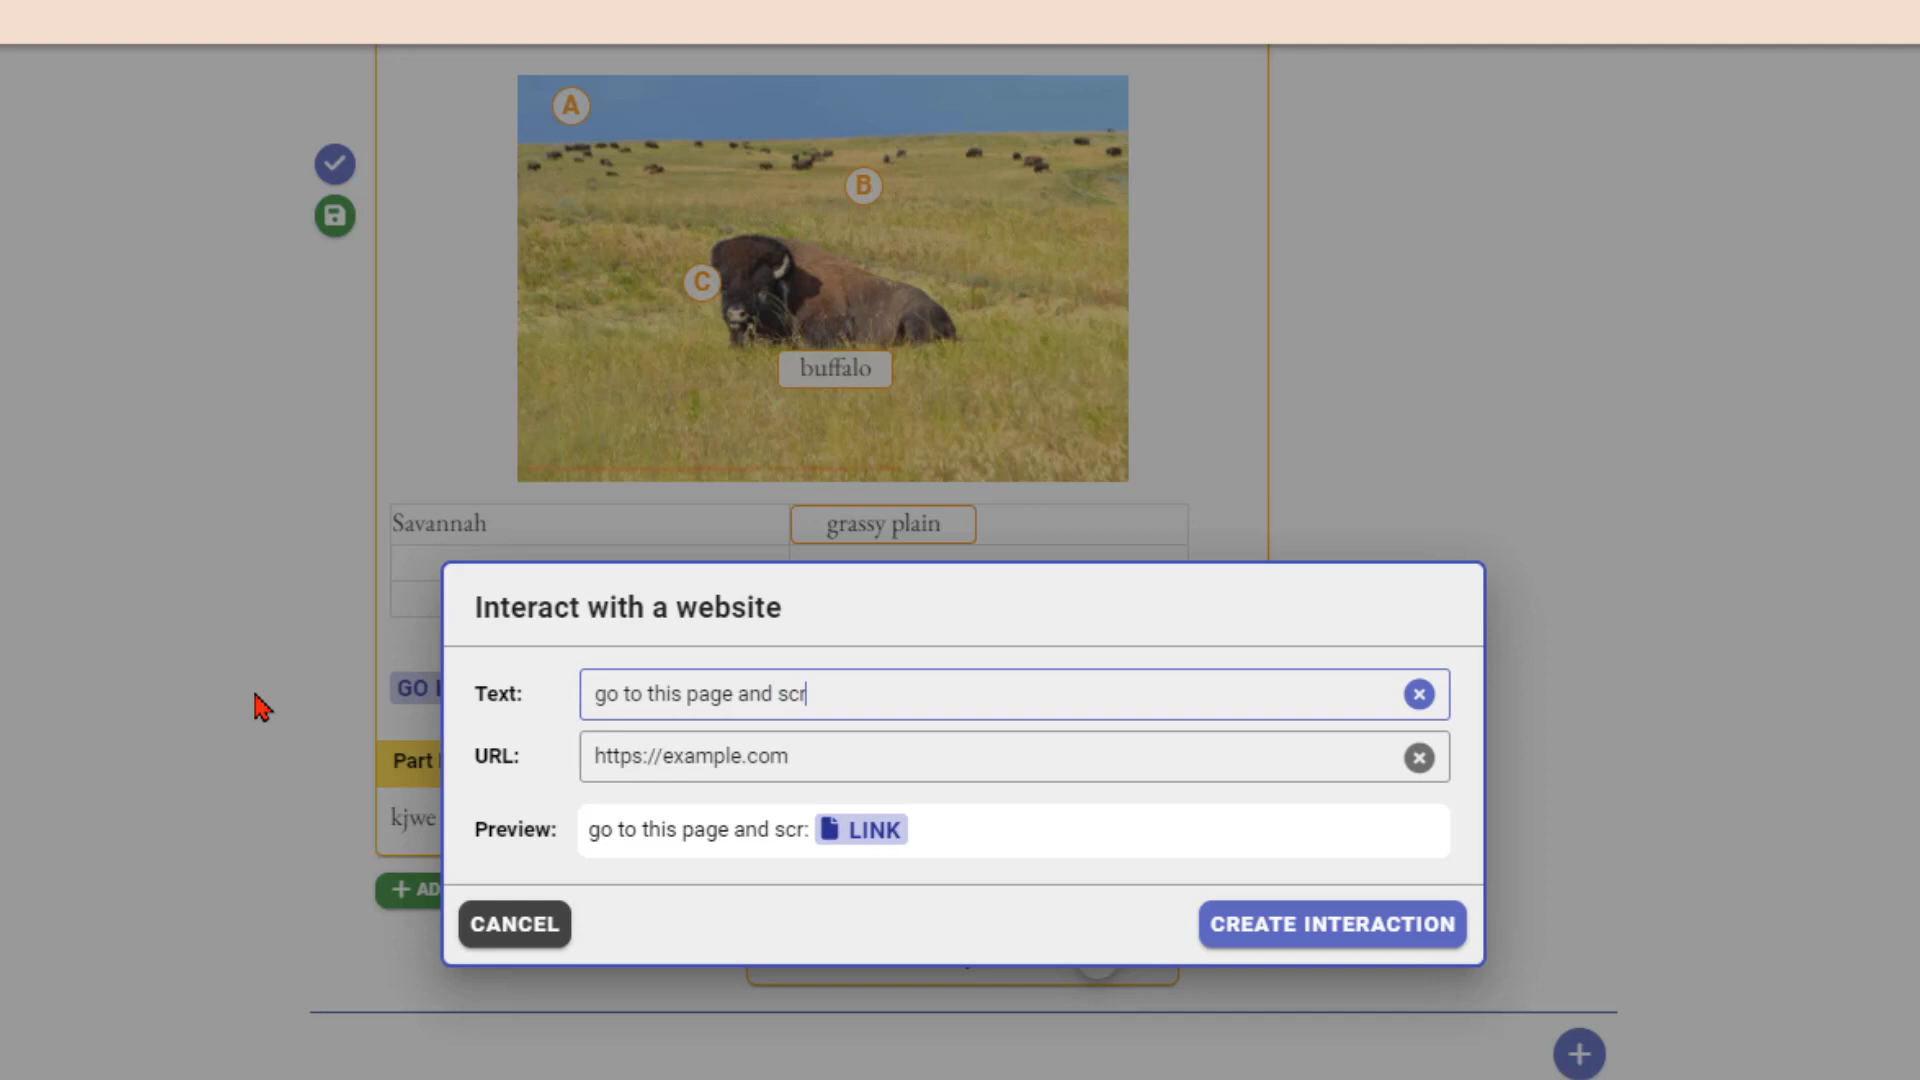 A
B
C
buffalo
Savannah
grassy plain
Interact with a website
GO
Text:
go to this page and scr
URL:
https://example.com
Part
kjwe
Preview:
go to this page and scr: LINK
+ AD
CANCEL
CREATE INTERACTION